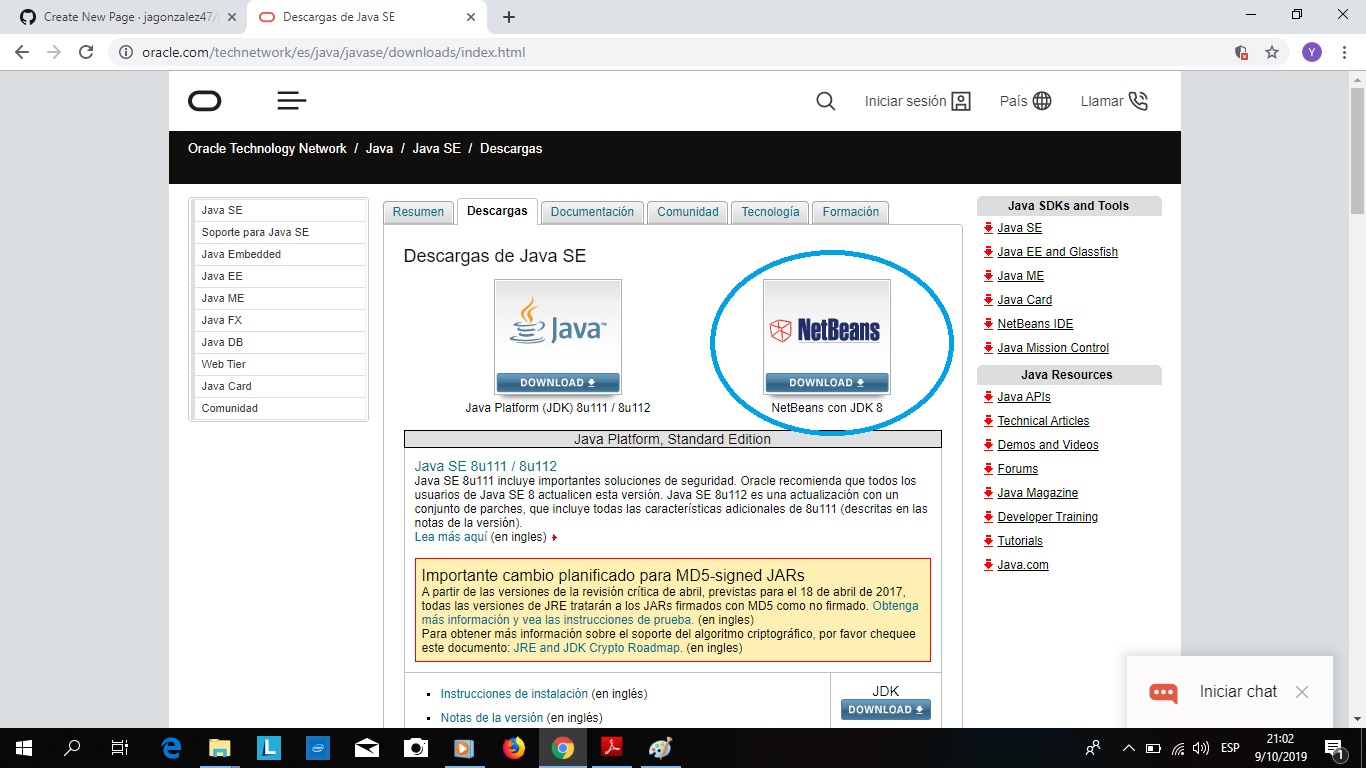 Create New Page · jagonzalez47/
Descargas de Java SE
oracle.com/technetwork/es/java/javase/downloads/index.html
Y
Iniciar sesión
País
Llamar
Oracle Technology Network / Java / Java SE / Descargas
Java SE
Soporte para Java SE
Java Embedded
Java EE
Java ME
Java FX
Java DB
Web Tier
Java Card
Comunidad
Resumen
Descargas
Documentación
Comunidad
Tecnología
Formación
Descargas de Java SE
Java™
DOWNLOAD
Java Platform (JDK) 8u111 / 8u112
NetBeans
DOWNLOAD
NetBeans con JDK 8
Java Platform, Standard Edition
Java SE 8u111 / 8u112
Java SE 8u111 incluye importantes soluciones de seguridad. Oracle recomienda que todos los
usuarios de Java SE 8 actualicen esta versión. Java SE 8u112 es una actualización con un
conjunto de parches, que incluye todas las características adicionales de 8u111 (descritas en las
notas de la versión).
Lea más aquí (en ingles)
Importante cambio planificado para MD5-signed JARs
A partir de las versiones de la revisión crítica de abril, previstas para el 18 de abril de 2017,
todas las versiones de JRE tratarán a los JARs firmados con MD5 como no firmado. Obtenga
más información y vea las instrucciones de prueba. (en ingles)
Para obtener más información sobre el soporte del algoritmo criptográfico, por favor chequee
este documento: JRE and JDK Crypto Roadmap. (en ingles)
Instrucciones de instalación (en inglés)
Notas de la versión (en inglés)
JDK
DOWNLOAD
Java SDKs and Tools
Java SE
Java EE and Glassfish
Java ME
Java Card
NetBeans IDE
Java Mission Control
Java Resources
Java APIs
Technical Articles
Demos and Videos
Forums
Java Magazine
Developer Training
Tutorials
Java.com
Iniciar chat
L
intel
ESP
21:02
9/10/2019
1